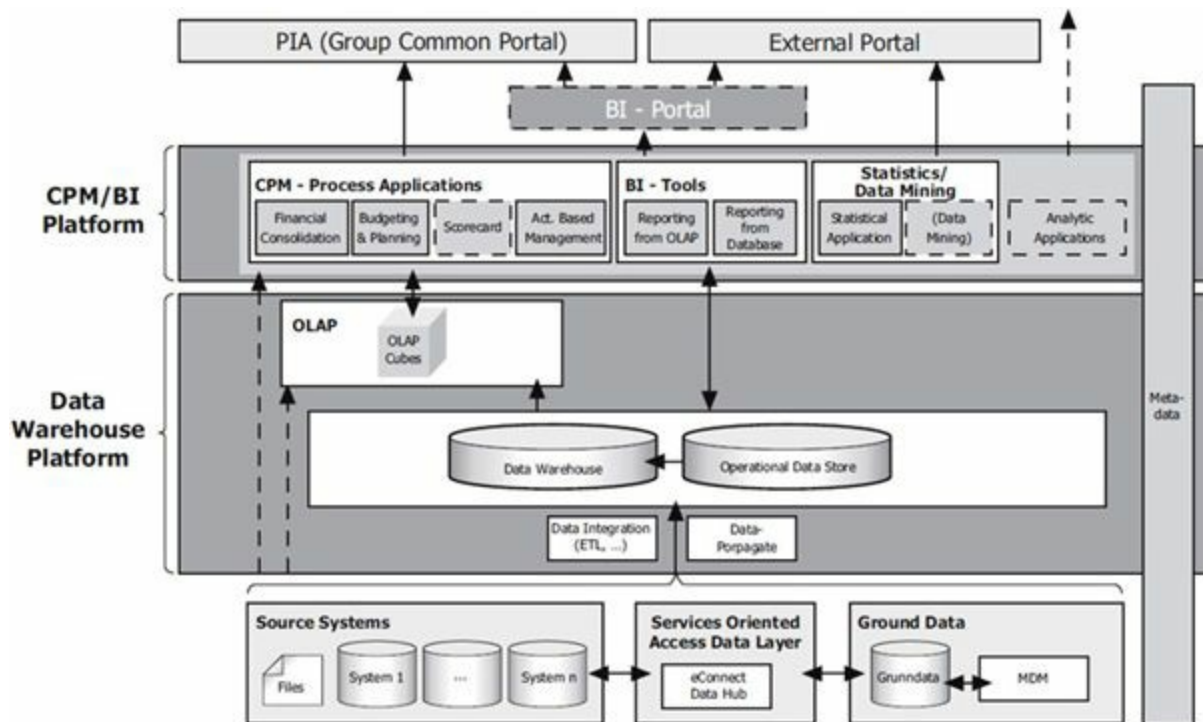 PIA (Group Common Portal)
External Portal
BI - Portal
CPM/BI
Platform
CPM - Process Applications
Financial
Consolidation
Budgeting
& Planning
Scorecard
Act. Based
Management
BI - Tools
Reporting
from OLAP
Reporting
from
Database
Statistics/
Data Mining
Statistical
Application
(Data
Mining)
Analytic
Applications
Data
Warehouse
Platform
OLAP
OLAP
Cubes
Data Warehouse
Operational Data Store
Data Integration
(ETL, ...)
Data-
Porpagate
Meta-
data
Source Systems
Files
System 1
...
System n
Services Oriented
Access Data Layer
eConnect
Data Hub
Ground Data
Grunndata
MDM